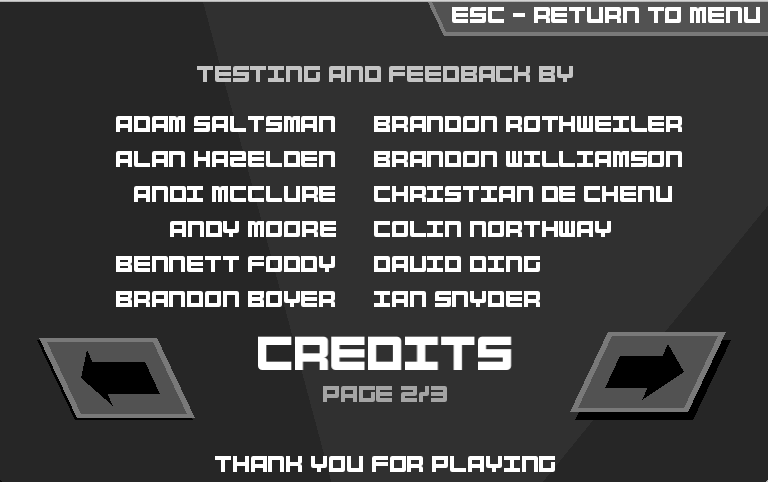 ESC - RETURN TO MENU
TESTING AND FEEDBACK BY
ADAM SALTSMAN
ALAN HAZELDEN
ANDI MCCLURE
ANDY MOORE
BENNETT FODDY
BRANDON BOYER
BRANDON ROTHWEILER
BRANDON WILLIAMSON
CHRISTIAN DE CHENU
COLIN NORTHWAY
DAVID DING
IAN SNYDER
CREDITS
PAGE 2/3
THANK YOU FOR PLAYING